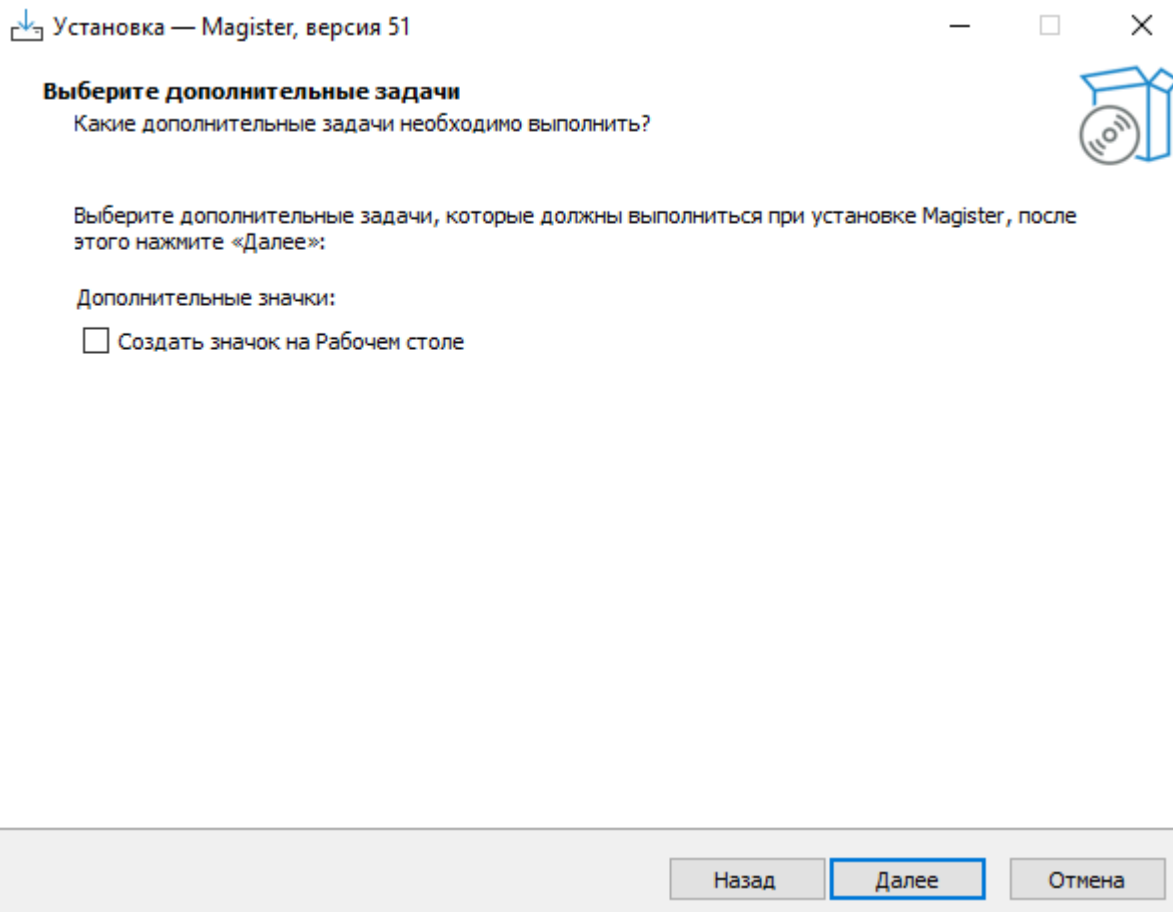 Установка — Magister, версия 51
Выберите дополнительные задачи
Какие дополнительные задачи необходимо выполнить?
Выберите дополнительные задачи, которые должны выполниться при установке Magister, после
этого нажмите «Далее»:
Дополнительные значки:
Создать значок на Рабочем столе
Назад Далее Отмена